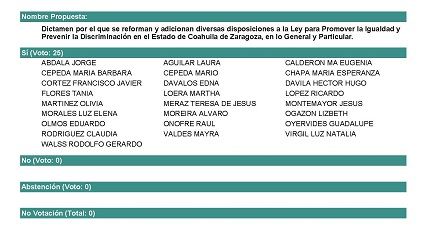 Nombre Propuesta:
Dictamen por el que se reforman y adicionan diversas disposiciones a la Ley para Promover la Igualdad y
Prevenir la Discriminación en el Estado de Coahuila de Zaragoza, en lo General y Particular.
Si (Voto: 25)
ABDALA JORGE AGUILAR LAURA CALDERON MA EUGENIA
CEPEDA MARIA BARBARA CEPEDA MARIO CHAPA MARIA ESPERANZA
CORTEZ FRANCISCO JAVIER DAVALOS EDNA DAVILA HECTOR HUGO
FLORES TANIA LOERA MARTHA LOPEZ RICARDO
MARTINEZ OLIVIA MERAZ TERESA DE JESUS MONTEMAYOR JESUS
MORALES LUZ ELENA MOREIRA ALVARO OGAZON LIZBETH
OLMOS EDUARDO ONOFRE RAUL OYERVIDES GUADALUPE
RODRIGUEZ CLAUDIA VALDES MAYRA VIRGIL LUZ NATALIA
WALSS RODOLFO GERARDO
No (Voto: 0)
Abstención (Voto: 0)
No Votación (Total: 0)